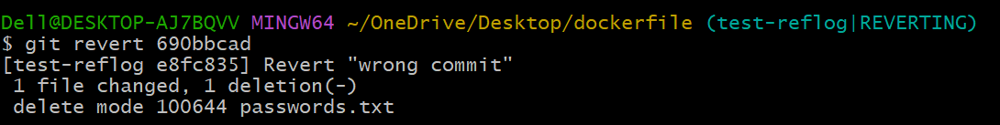 Dell@DESKTOP-AJ7BQVV MINGW64 ~/OneDrive/Desktop/dockerfile (test-reflog|REVERTING)
$ git revert 690bbcad
[test-reflog e8fc835] Revert "wrong commit"
 1 file changed, 1 deletion(-)
 delete mode 100644 passwords.txt